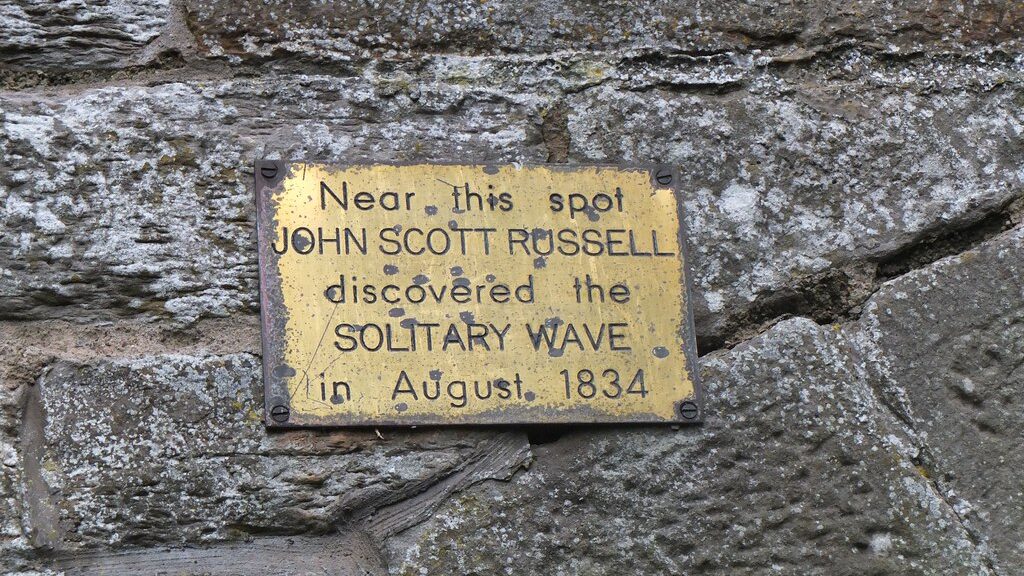 Near this spot
JOHN SCOTT RUSSELL
discovered the
SOLITARY WAVE
in August 1834